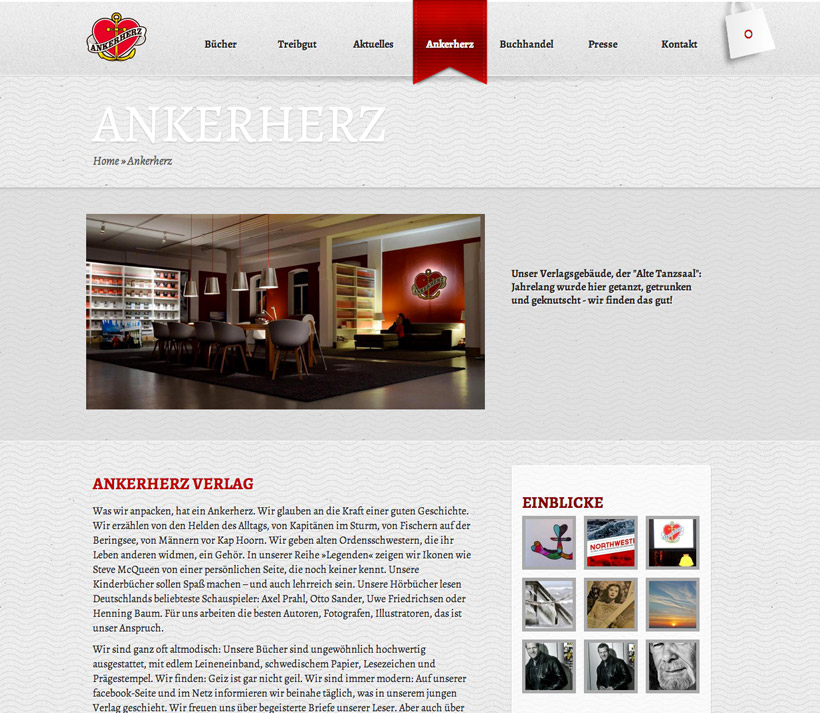 ANKERHERZ
Bücher Treibgut Aktuelles Ankerherz Buchhandel Presse Kontakt
ANKERHERZ
Home » Ankerherz
Ankerherz
Unser Verlagsgebäude, der "Alte Tanzsaal":
Jahrelang wurde hier getanzt, getrunken
und geknutscht - wir finden das gut!
ANKERHERZ VERLAG
Was wir anpacken, hat ein Ankerherz. Wir glauben an die Kraft einer guten Geschichte.
Wir erzählen von den Helden des Alltags, von Kapitänen im Sturm, von Fischern auf der
Beringsee, von Männern vor Kap Hoorn. Wir geben alten Ordensschwestern, die ihr
Leben anderen widmen, ein Gehör. In unserer Reihe »Legenden« zeigen wir Ikonen wie
Steve McQueen von einer persönlichen Seite, die noch keiner kennt. Unsere
Kinderbücher sollen Spaß machen – und auch lehrreich sein. Unsere Hörbücher lesen
Deutschlands beliebteste Schauspieler: Axel Prahl, Otto Sander, Uwe Friedrichsen oder
Henning Baum. Für uns arbeiten die besten Autoren, Fotografen, Illustratoren, das ist
unser Anspruch.
Wir sind ganz oft altmodisch: Unsere Bücher sind ungewöhnlich hochwertig
ausgestattet, mit edlem Leineneinband, schwedischem Papier, Lesezeichen und
Prägestempel. Wir finden: Geiz ist gar nicht geil. Wir sind immer modern: Auf unserer
facebook-Seite und im Netz informieren wir beinahe täglich, was in unserem jungen
Verlag geschieht. Wir freuen uns über begeisterte Briefe unserer Leser. Aber auch über
EINBLICKE
NORTHWEST